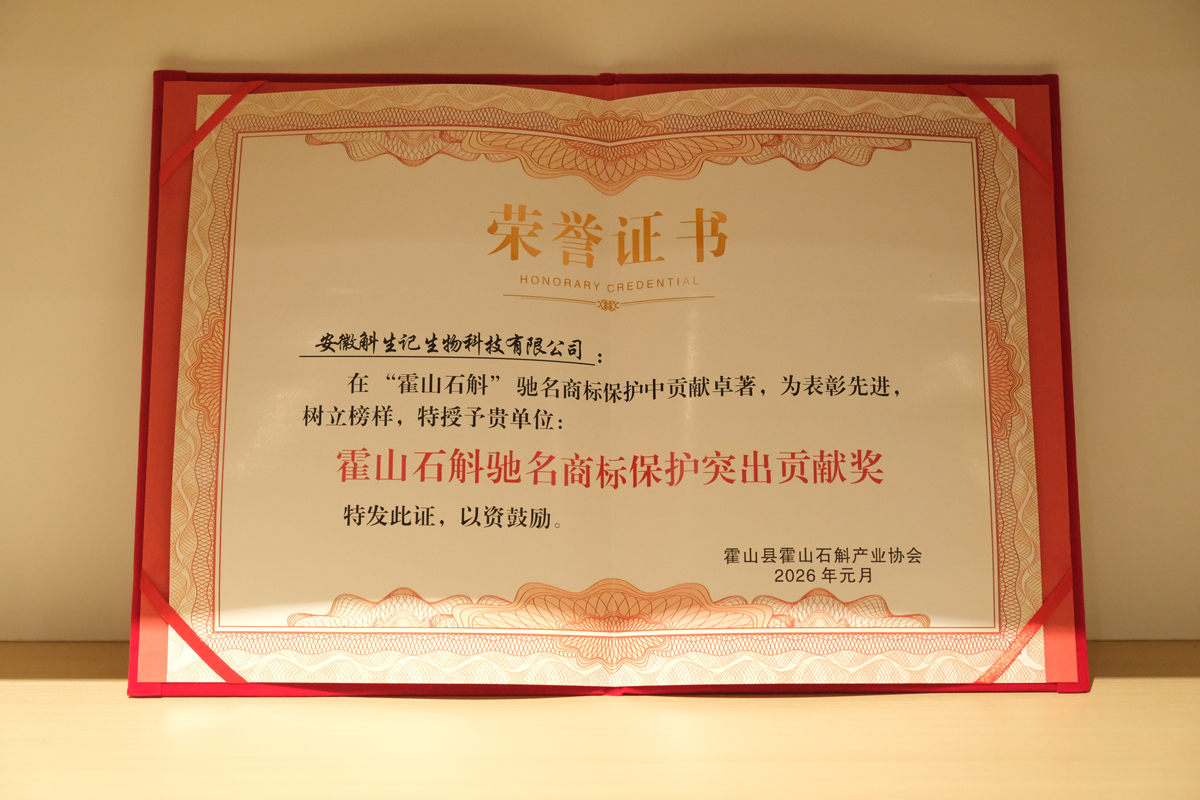 荣誉证书
HONORARY CREDENTIAL
安徽斛生记生物科技有限公司：
在“霍山石斛”驰名商标保护中贡献卓著，为表彰先进，
树立榜样，特授予贵单位：
霍山石斛驰名商标保护突出贡献奖
特发此证，以资鼓励。
霍山县霍山石斛产业协会
2026年元月